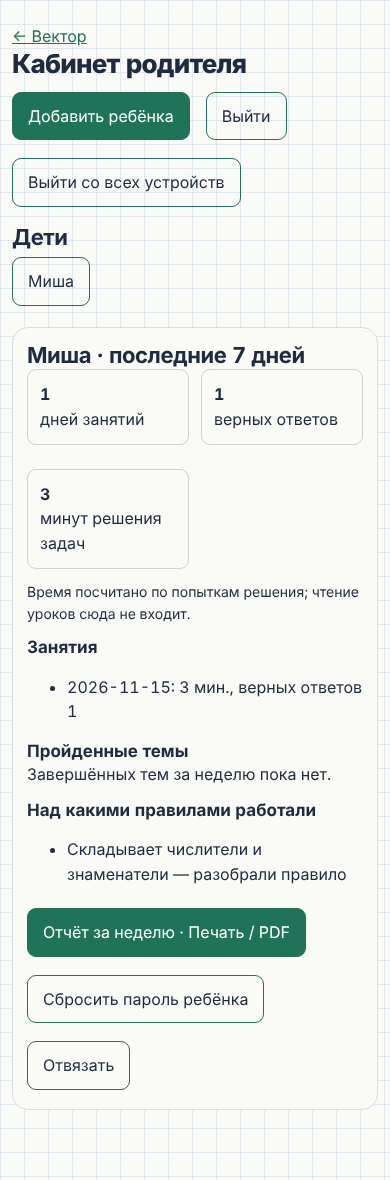 ← Вектор
Кабинет родителя
Добавить ребёнка
Выйти
Выйти со всех устройств
Дети
Миша
Миша · последние 7 дней
1
дней занятий
1
верных ответов
3
минут решения
задач
Время посчитано по попыткам решения; чтение
уроков сюда не входит.
Занятия
• 2026-11-15: 3 мин., верных ответов
1
Пройденные темы
Завершённых тем за неделю пока нет.
Над какими правилами работали
• Складывает числители и
знаменатели — разобрали правило
Отчёт за неделю · Печать / PDF
Сбросить пароль ребёнка
Отвязать